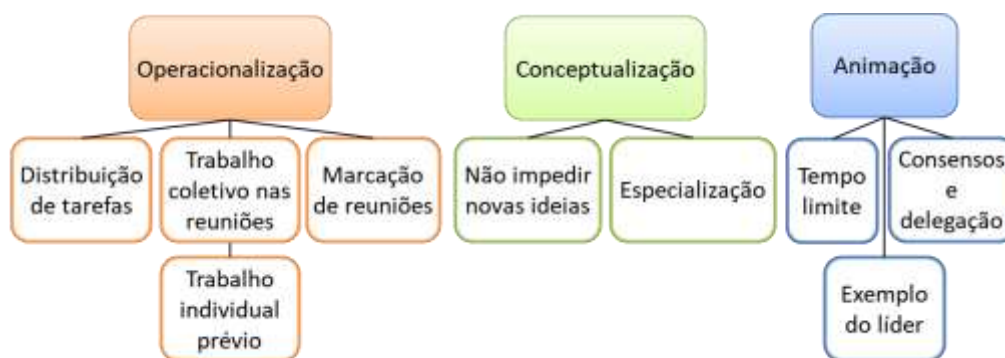 Operacionalização
Distribuição
de tarefas
Trabalho
coletivo nas
reuniões
Marcação
de reuniões
Trabalho
individual
prévio
Conceptualização
Não impedir
novas ideias
Especialização
Animação
Tempo
limite
Consensos
e
delegação
Exemplo
do líder